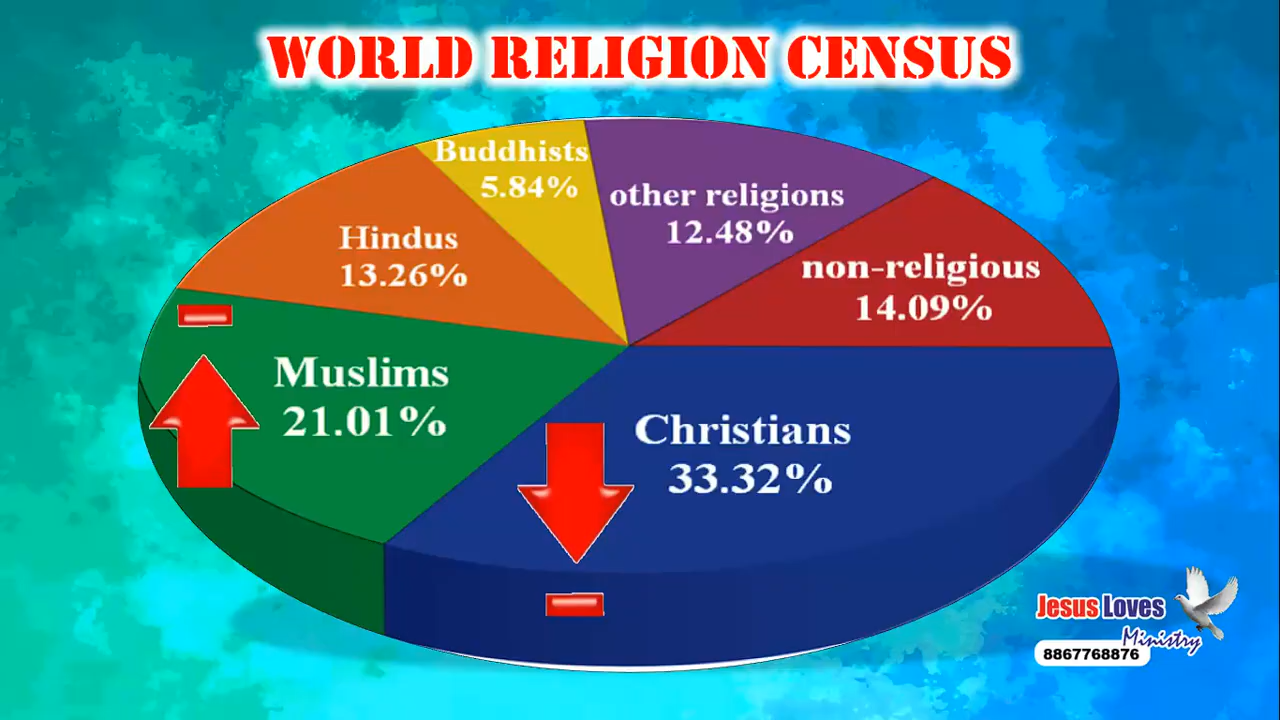 WORLD RELIGION CENSUS
Buddhists
5.84%
other religions
12.48%
Hindus
13.26%
non-religious
14.09%
Muslims
21.01%
Christians
33.32%
Jesus Loves
Ministry
8867768876